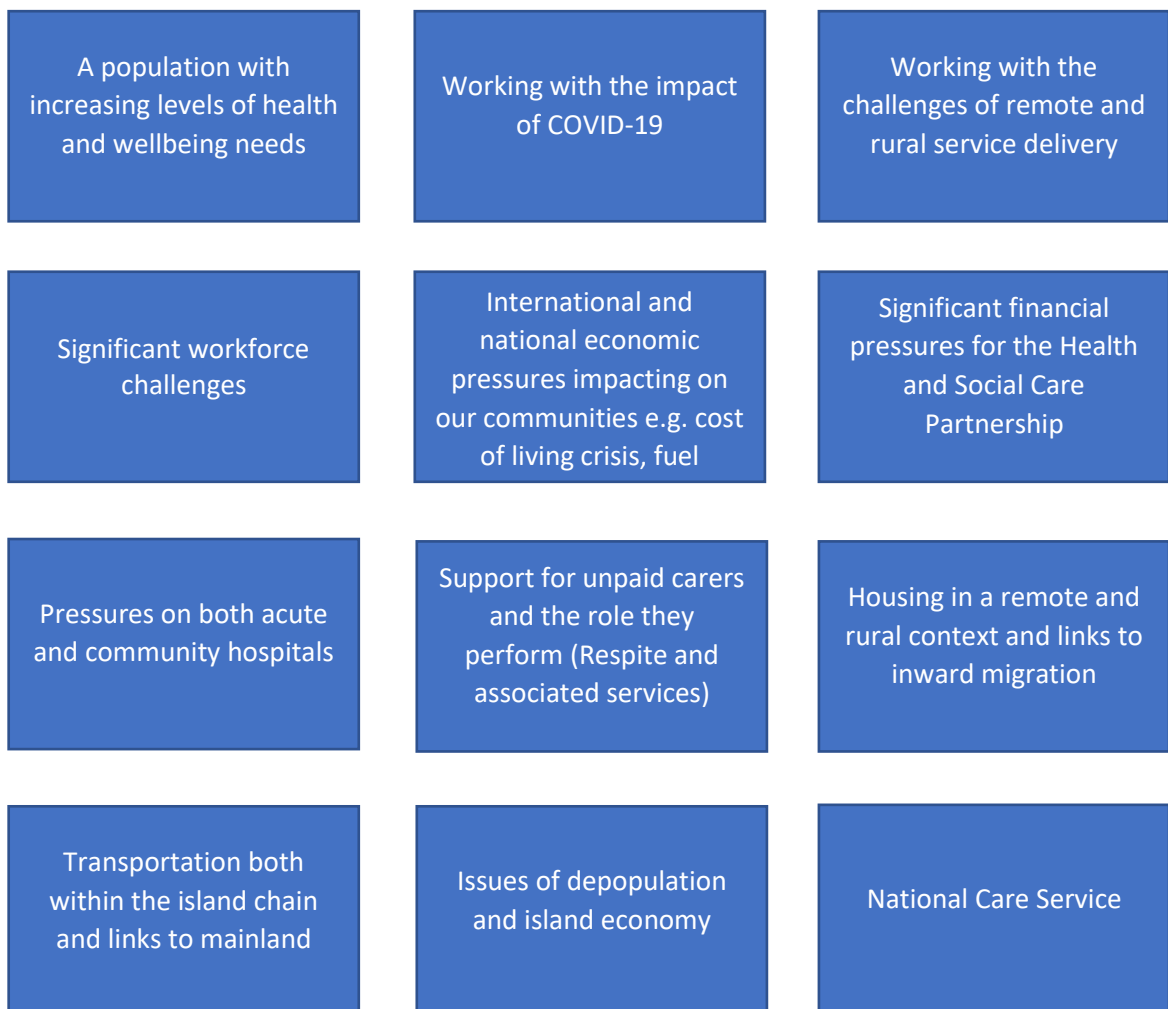 A population with
increasing levels of health
and wellbeing needs
Working with the impact
of COVID-19
Working with the
challenges of remote and
rural service delivery
Significant workforce
challenges
International and
national economic
pressures impacting on
our communities e.g. cost
of living crisis, fuel
Significant financial
pressures for the Health
and Social Care
Partnership
Pressures on both acute
and community hospitals
Support for unpaid carers
and the role they
perform (Respite and
associated services)
Housing in a remote and
rural context and links to
inward migration
Transportation both
within the island chain
and links to mainland
Issues of depopulation
and island economy
National Care Service